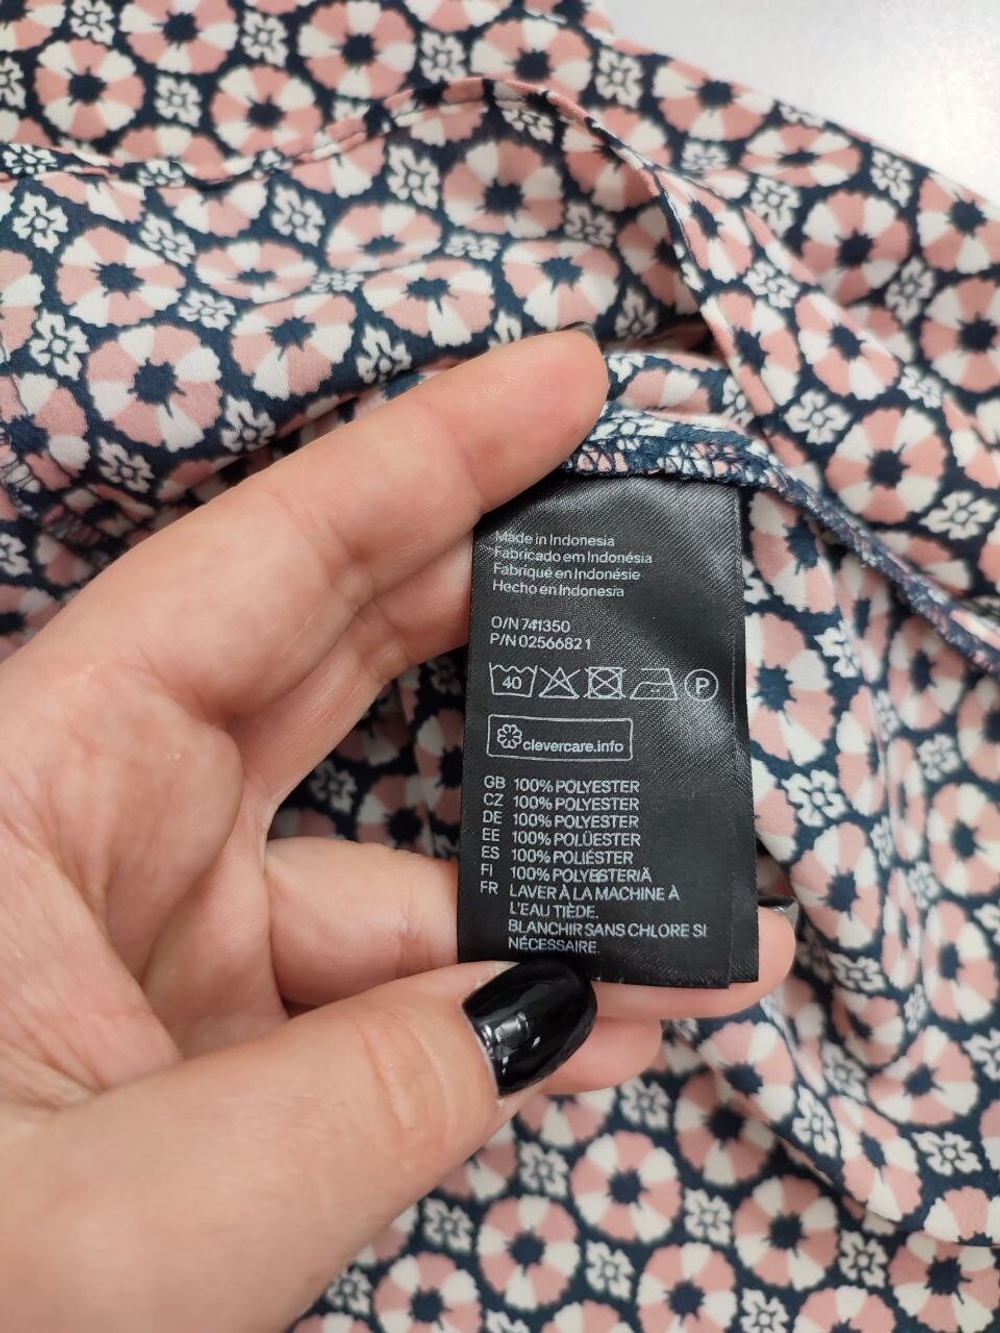 Made in Indonesia
Fabricado em Indonésia
Fabriqué en Indonésie
Hecho en Indonesia
O/N 741350
P/N 02566821
40 P
clevercare.info
GB 100% POLYESTER
CZ 100% POLYESTER
DE 100% POLYESTER
EE 100% POLÜESTER
ES 100% POLIÉSTER
FI 100% POLYESTERIÄ
FR LAVER À LA MACHINE À
L'EAU TIÈDE.
BLANCHIR SANS CHLORE SI
NÉCESSAIRE.